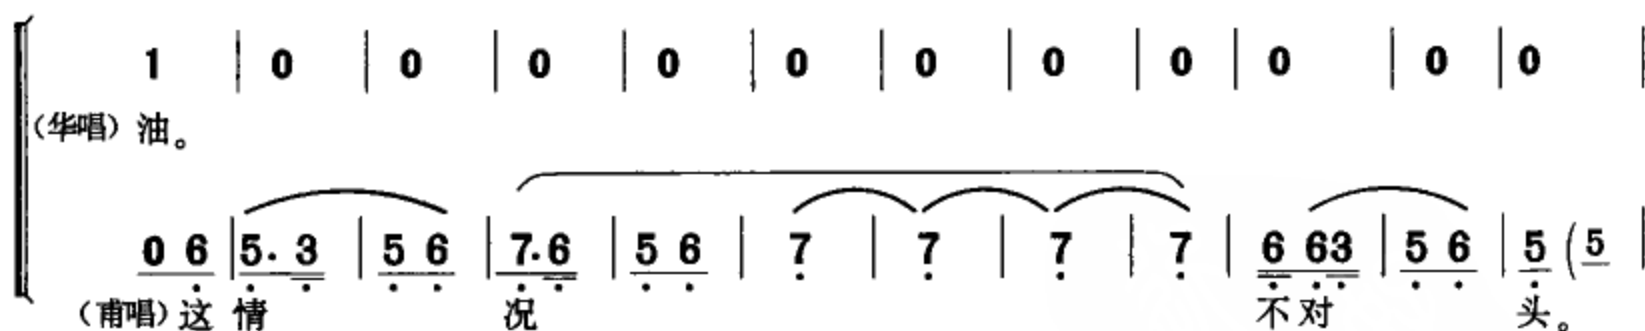 1 | 0 | 0 | 0 | 0 | 0 | 0 | 0 | 0 | 0 | 0 | 0 |
（华唱）油。
0 6 | 5. 3 | 5 6 | 7. 6 | 5 6 | 7 | 7 | 7 | 7 | 6 63 | 5 6 | 5 (5 |
（甫唱）这 情 况 不 对 头。